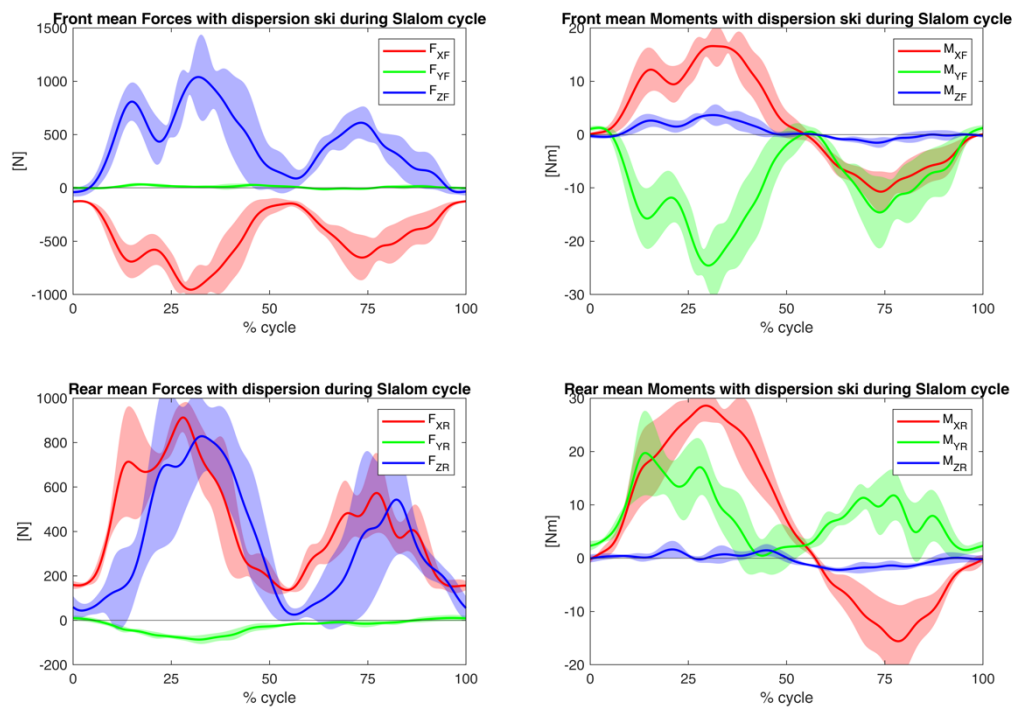 Front mean Forces with dispersion ski during Slalom cycle
1500
1000
500
0
-500
-1000
[N]
0 25 50 75 100
% cycle
F_XF
F_YF
F_ZF
Front mean Moments with dispersion ski during Slalom cycle
20
10
0
-10
-20
-30
[Nm]
0 25 50 75 100
% cycle
M_XF
M_YF
M_ZF
Rear mean Forces with dispersion during Slalom cycle
1000
800
600
400
200
0
-200
[N]
0 25 50 75 100
% cycle
F_XR
F_YR
F_ZR
Rear mean Moments with dispersion ski during Slalom cycle
30
20
10
0
-10
-20
[Nm]
0 25 50 75 100
% cycle
M_XR
M_YR
M_ZR